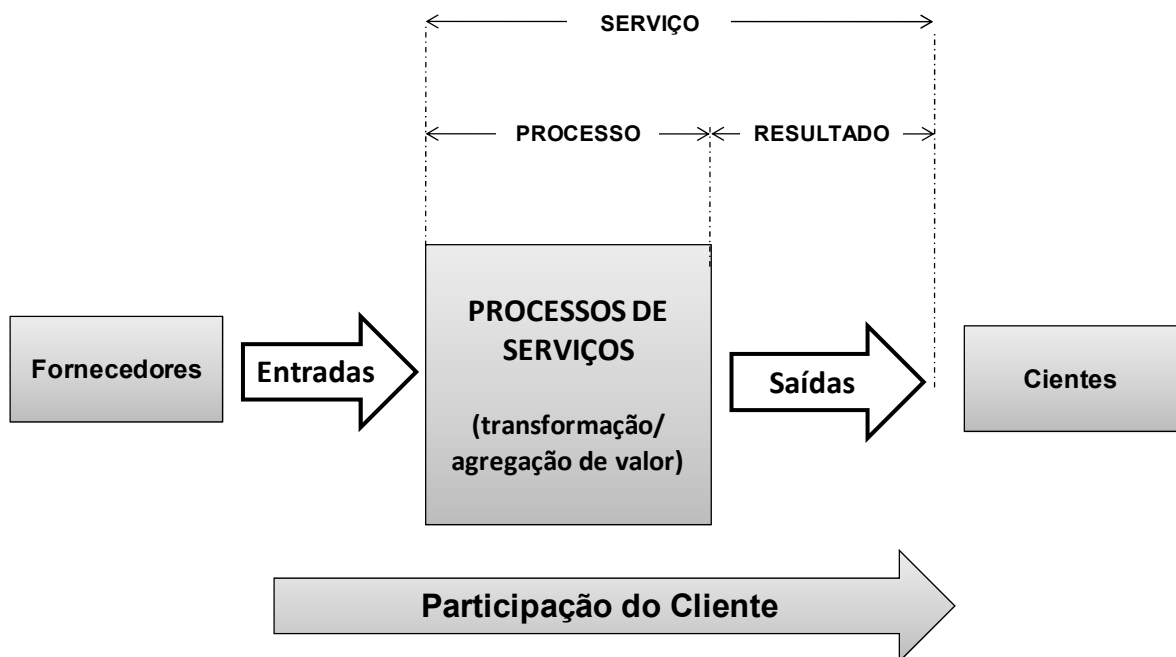 SERVIÇO
PROCESSO
RESULTADO
PROCESSOS DE
SERVIÇOS
(transformação/
agregação de valor)
Fornecedores
Entradas
Saídas
Cientes
Participação do Cliente